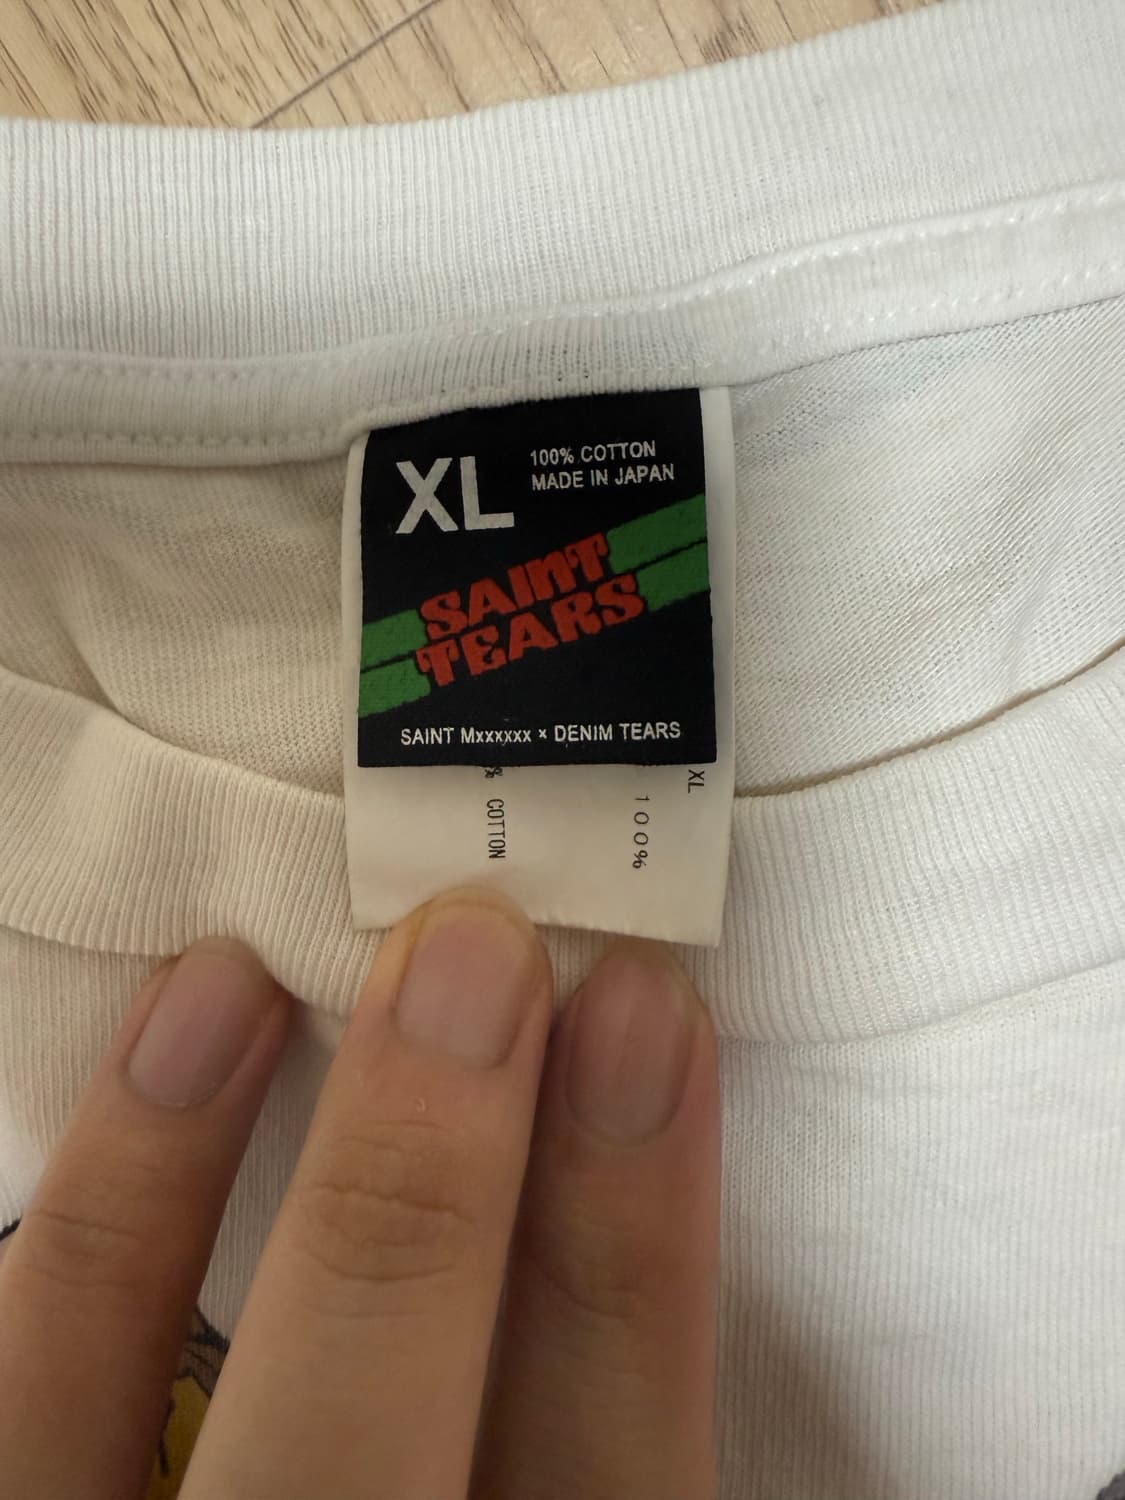 XL
100% COTTON
MADE IN JAPAN
SAINT
TEARS
SAINT Mxxxxxx × DENIM TEARS
XL
100%
% COTTON